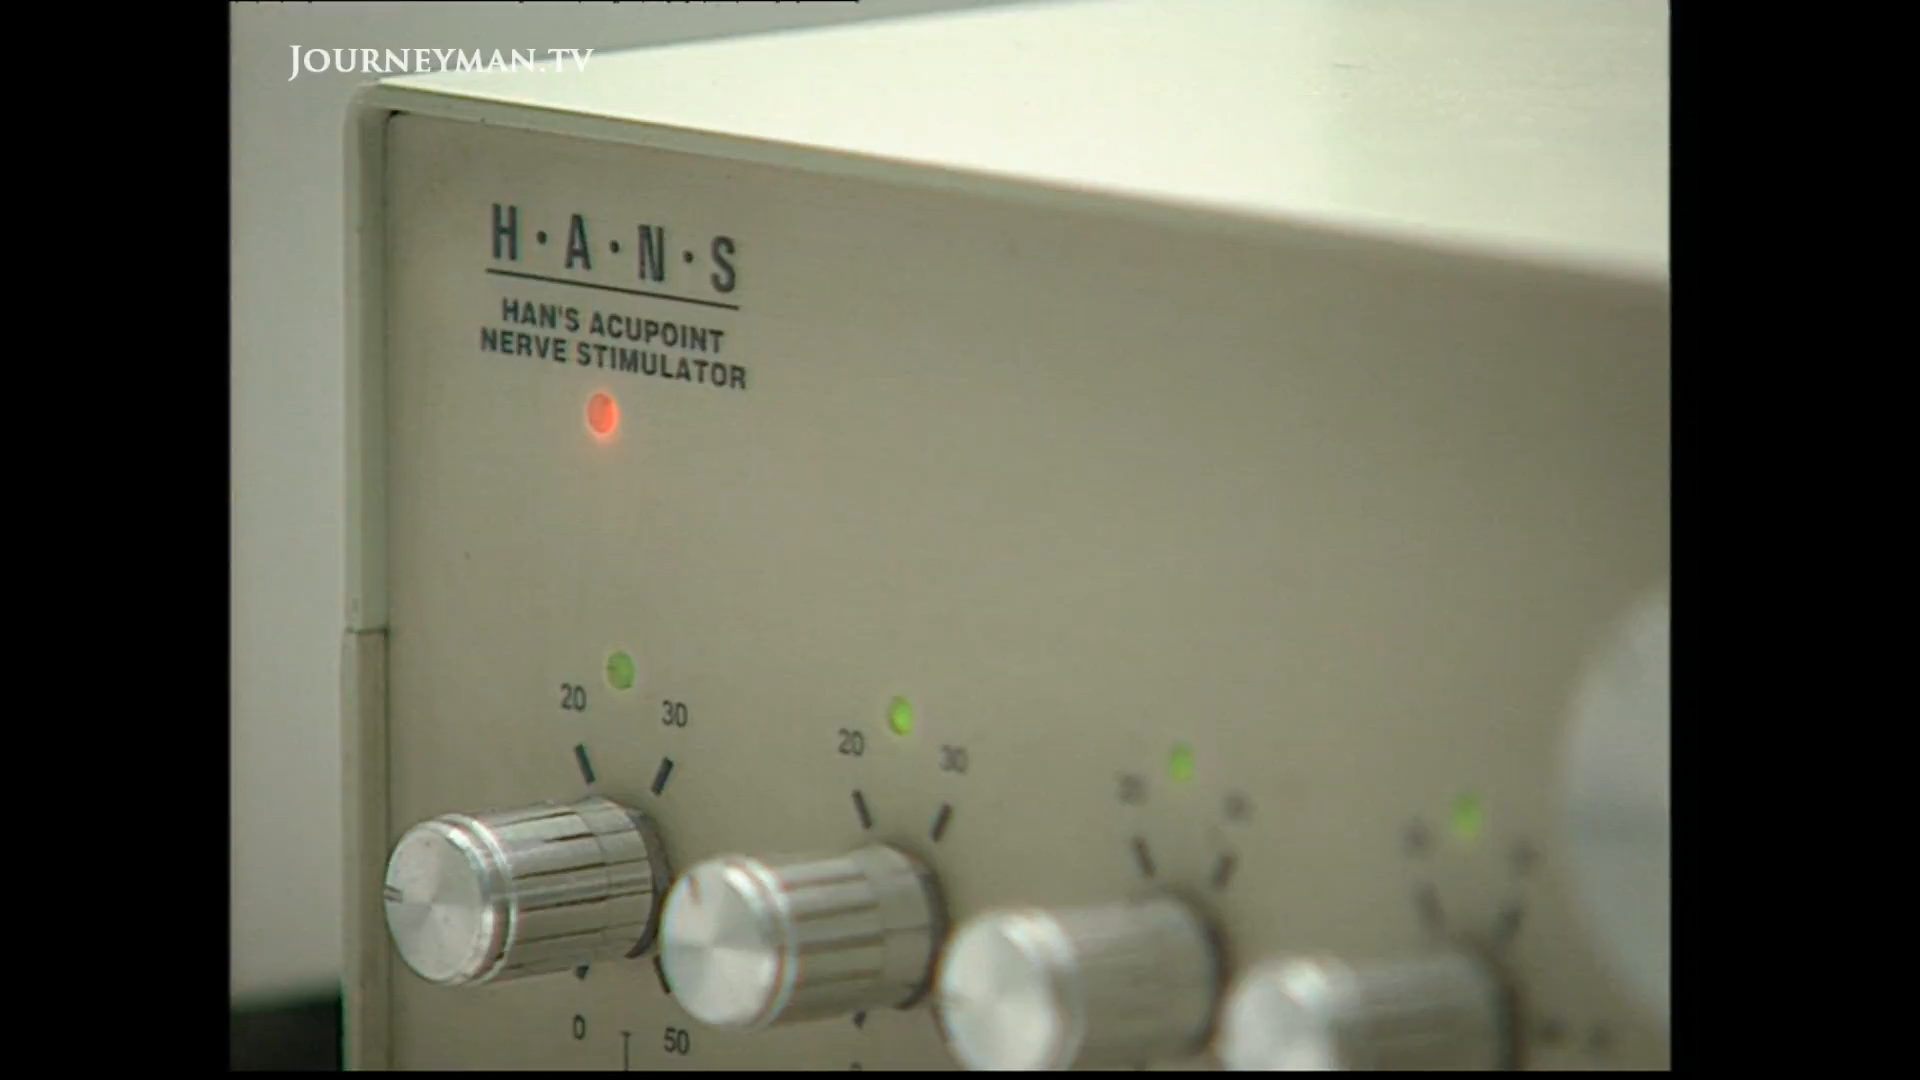 JOURNEYMAN.TV
H·A·N·S
HAN'S ACUPOINT
NERVE STIMULATOR
20 30
20 30
0 50